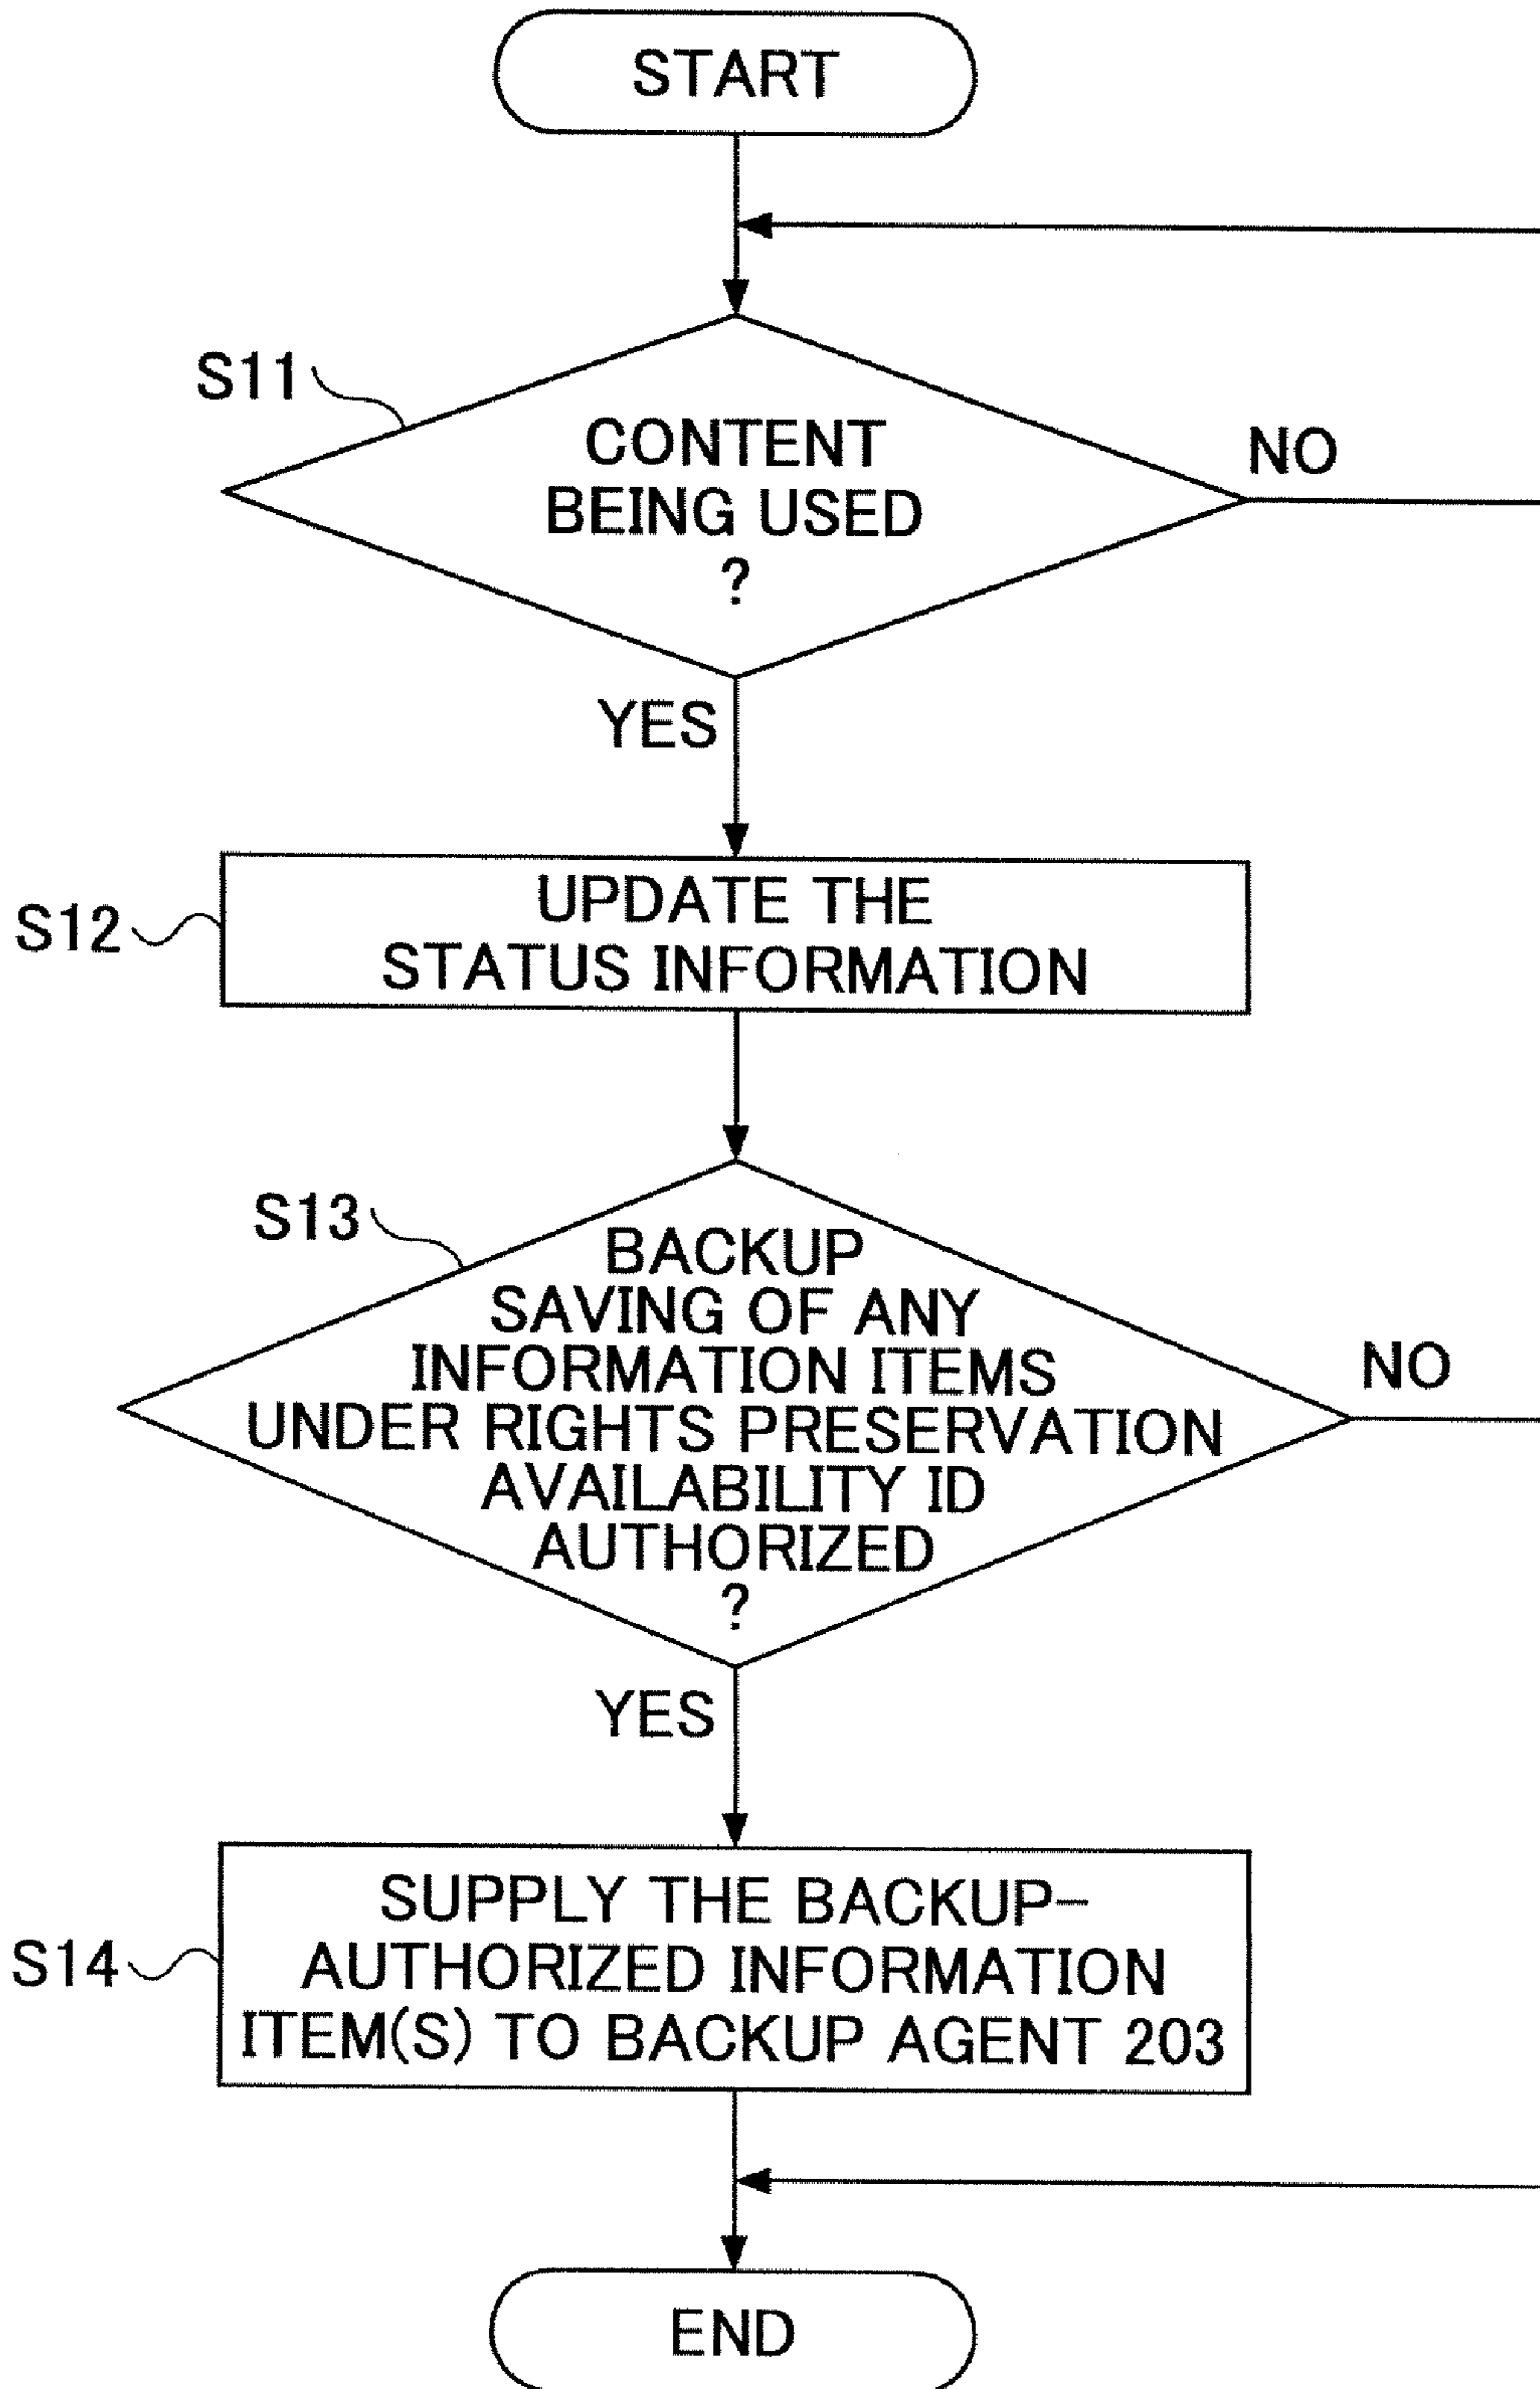 START
S11
CONTENT
BEING USED
?
NO
YES
S12
UPDATE THE
STATUS INFORMATION
S13
BACKUP
SAVING OF ANY
INFORMATION ITEMS
UNDER RIGHTS PRESERVATION
AVAILABILITY ID
AUTHORIZED
?
NO
YES
S14
SUPPLY THE BACKUP-
AUTHORIZED INFORMATION
ITEM(S) TO BACKUP AGENT 203
END